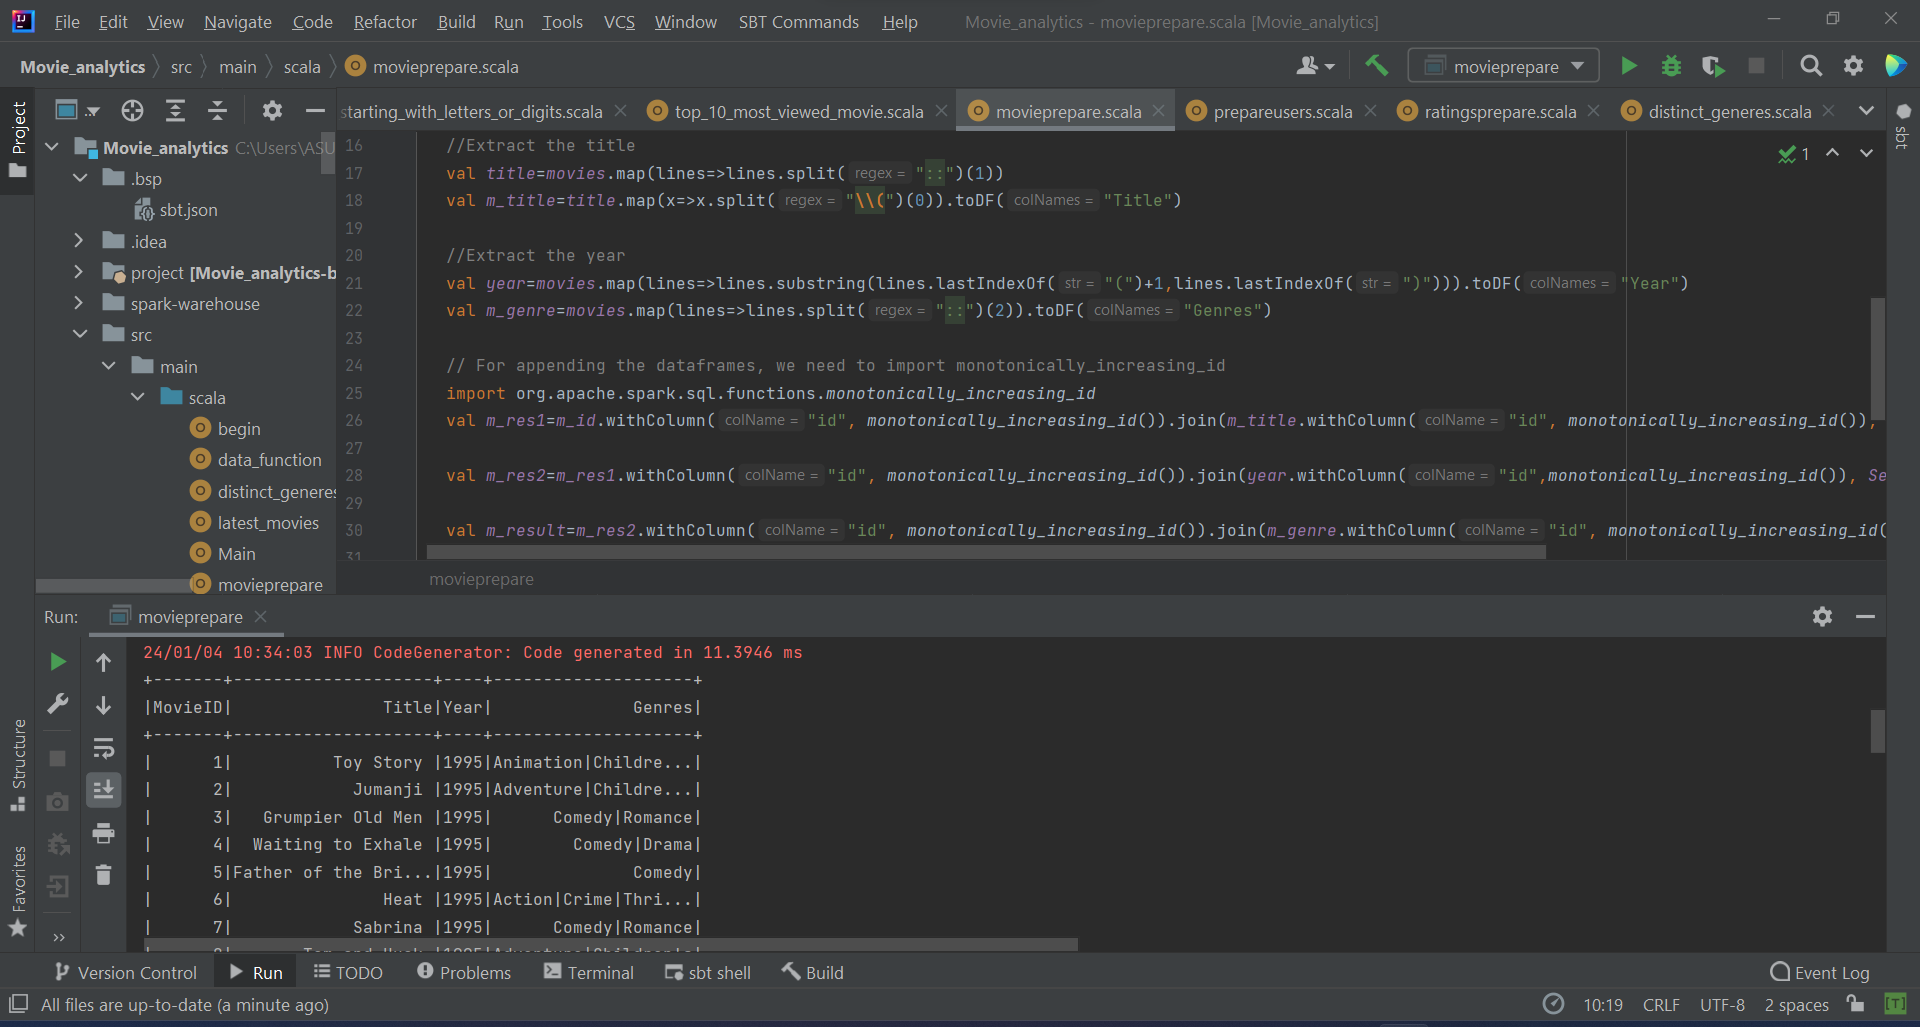 File Edit View Navigate Code Refactor Build Run Tools VCS Window SBT Commands Help Movie_analytics - movieprepare.scala [Movie_analytics]
Movie_analytics src main scala movieprepare.scala movieprepare
starting_with_letters_or_digits.scala top_10_most_viewed_movie.scala movieprepare.scala prepareusers.scala ratingsprepare.scala distinct_generes.scala
Project
sbt
Movie_analytics C:\Users\ASU
.bsp
sbt.json
.idea
project [Movie_analytics-b
spark-warehouse
src
main
scala
begin
data_function
distinct_generes
latest_movies
Main
movieprepare
1
16 //Extract the title
17 val title=movies.map(lines=>lines.split( regex = "::")(1))
18 val m_title=title.map(x=>x.split( regex = "\\(")(0)).toDF( colNames = "Title")
19
20 //Extract the year
21 val year=movies.map(lines=>lines.substring(lines.lastIndexOf( str = "(")+1,lines.lastIndexOf( str = ")"))).toDF( colNames = "Year")
22 val m_genre=movies.map(lines=>lines.split( regex = "::")(2)).toDF( colNames = "Genres")
23
24 // For appending the dataframes, we need to import monotonically_increasing_id
25 import org.apache.spark.sql.functions.monotonically_increasing_id
26 val m_res1=m_id.withColumn( colName = "id", monotonically_increasing_id()).join(m_title.withColumn( colName = "id", monotonically_increasing_id()),
27
28 val m_res2=m_res1.withColumn( colName = "id", monotonically_increasing_id()).join(year.withColumn( colName = "id",monotonically_increasing_id()), Se
29
30 val m_result=m_res2.withColumn( colName = "id", monotonically_increasing_id()).join(m_genre.withColumn( colName = "id", monotonically_increasing_id(
31
movieprepare
Run: movieprepare
24/01/04 10:34:03 INFO CodeGenerator: Code generated in 11.3946 ms
+-------+--------------------+----+--------------------+
|MovieID|               Title|Year|              Genres|
+-------+--------------------+----+--------------------+
|      1|          Toy Story |1995|Animation|Childre...|
|      2|            Jumanji |1995|Adventure|Childre...|
|      3|   Grumpier Old Men |1995|      Comedy|Romance|
|      4|  Waiting to Exhale |1995|        Comedy|Drama|
|      5|Father of the Bri...|1995|              Comedy|
|      6|               Heat |1995|Action|Crime|Thri...|
|      7|            Sabrina |1995|      Comedy|Romance|
Structure
Favorites
Version Control Run TODO Problems Terminal sbt shell Build Event Log
All files are up-to-date (a minute ago) 10:19 CRLF UTF-8 2 spaces [T]